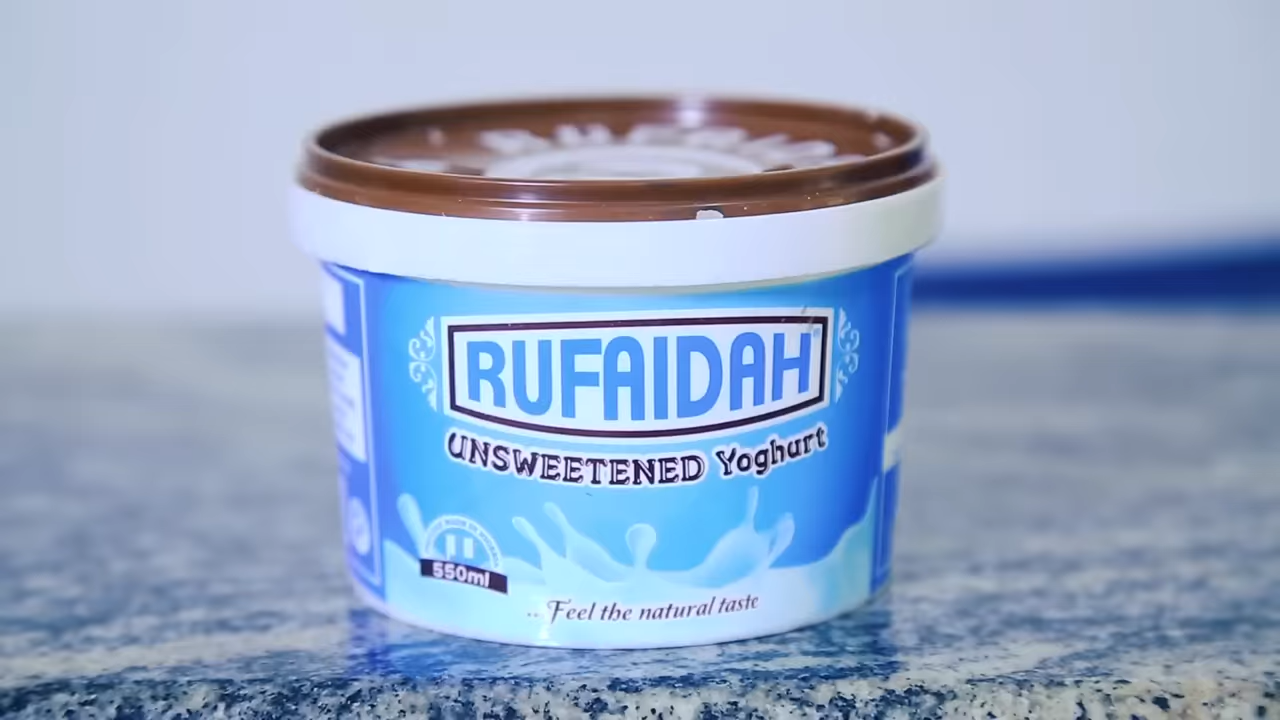 RUFAIDAH
UNSWEETENED Yoghurt
550ml
...Feel the natural taste